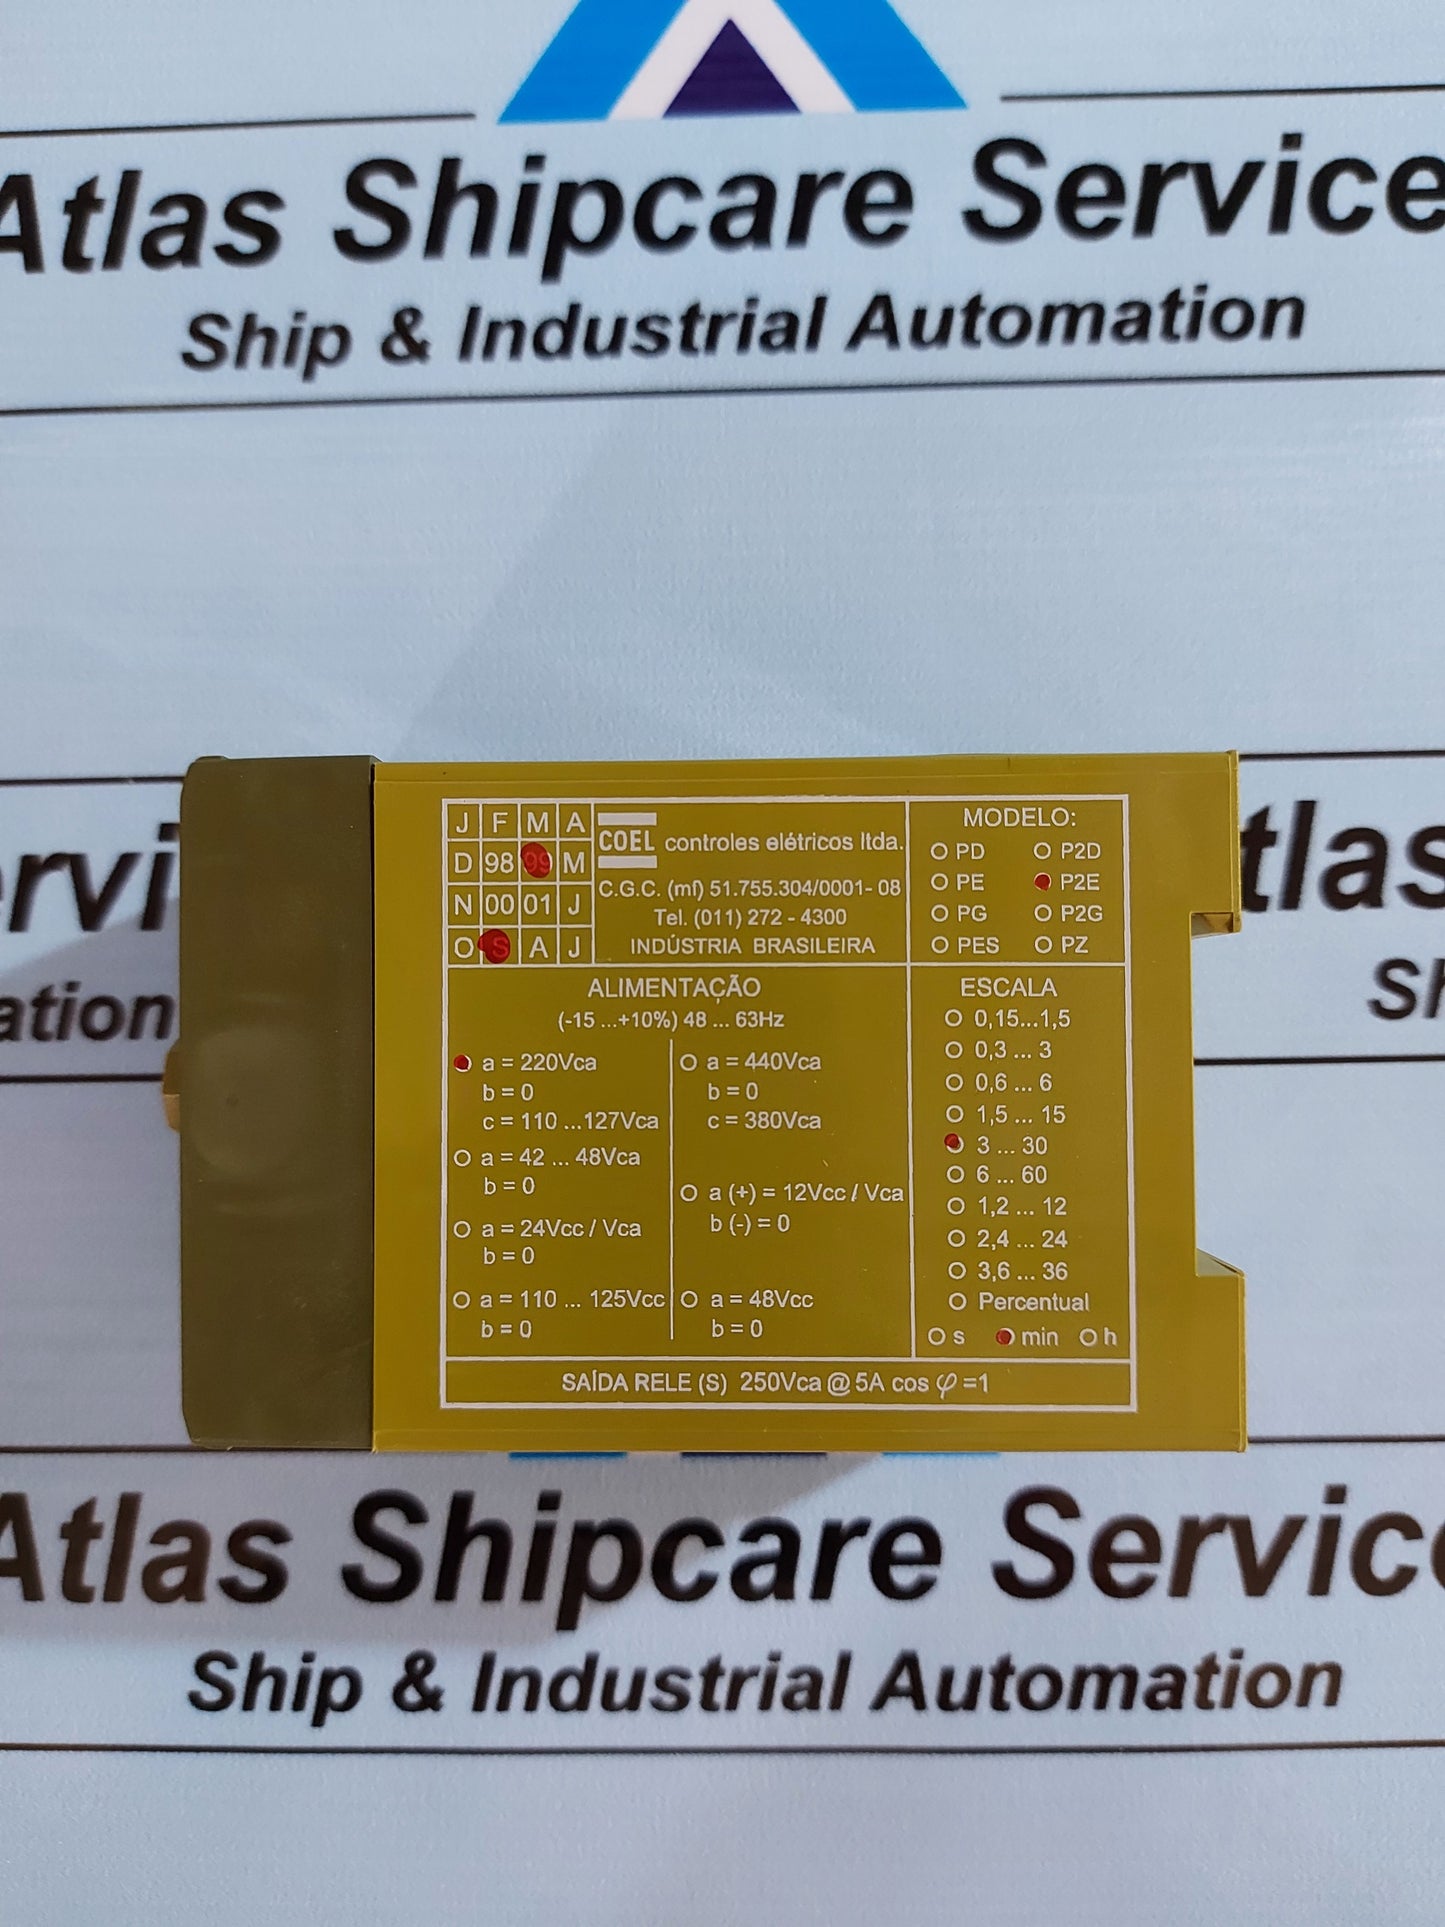 Atlas Shipcare Service
Ship & Industrial Automation
J F M A
D 98 99 M
N 00 01 J
O S A J
COEL controles elétricos ltda.
C.G.C. (mf) 51.755.304/0001- 08
Tel. (011) 272 - 4300
INDÚSTRIA BRASILEIRA
MODELO:
PD P2D
PE P2E
PG P2G
PES PZ
ALIMENTAÇÃO
(-15 ...+10%) 48 ... 63Hz
a = 220Vca
b = 0
c = 110 ...127Vca
a = 42 ... 48Vca
b = 0
a = 24Vcc / Vca
b = 0
a = 110 ... 125Vcc
b = 0
a = 440Vca
b = 0
c = 380Vca
a (+) = 12Vcc / Vca
b (-) = 0
a = 48Vcc
b = 0
ESCALA
0,15...1,5
0,3 ... 3
0,6 ... 6
1,5 ... 15
3 ... 30
6 ... 60
1,2 ... 12
2,4 ... 24
3,6 ... 36
Percentual
s min h
SAÍDA RELE (S) 250Vca @ 5A cos φ =1
rvi
tlas
ation
Sh
Atlas Shipcare Servic
Ship & Industrial Automation